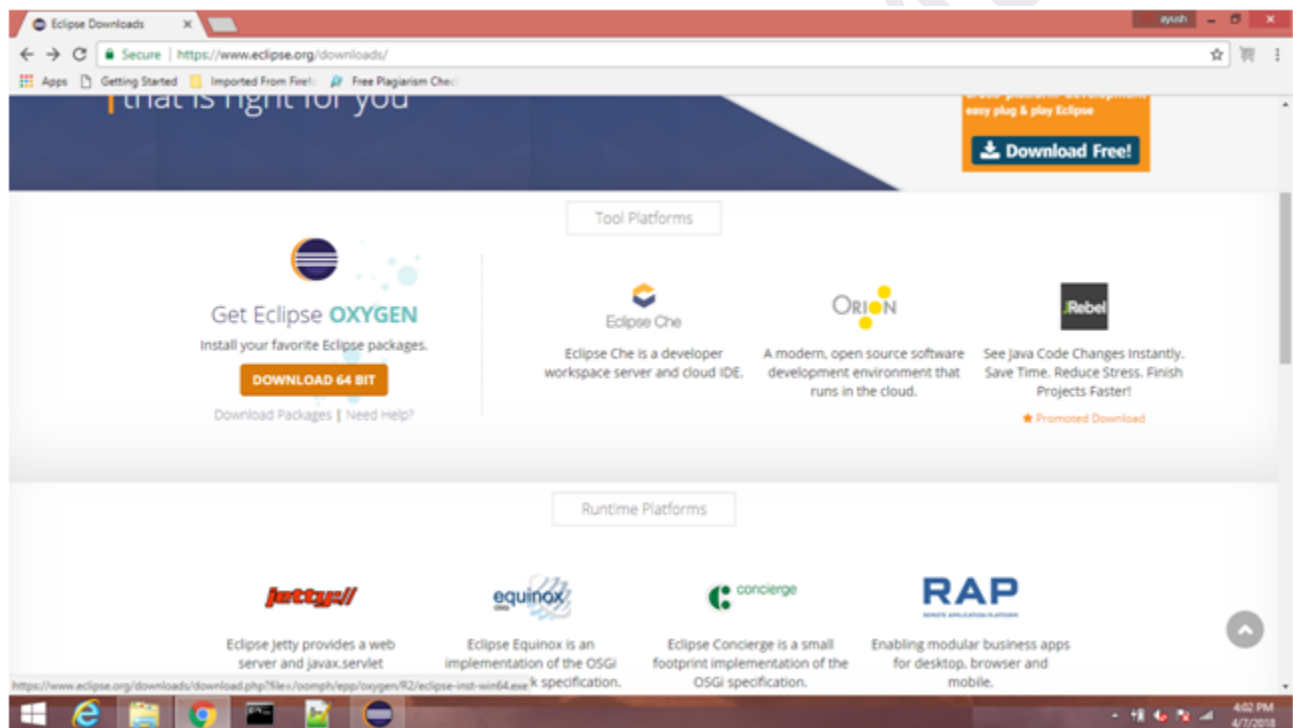 Eclipse Downloads
ayush
Secure | https://www.eclipse.org/downloads/
Apps Getting Started Imported From Firef Free Plagiarism Chec
that is right for you
easy plug & play Eclipse
Download Free!
Tool Platforms
Get Eclipse OXYGEN
Install your favorite Eclipse packages.
DOWNLOAD 64 BIT
Download Packages | Need Help?
Eclipse Che
Eclipse Che is a developer
workspace server and cloud IDE.
ORION
A modern, open source software
development environment that
runs in the cloud.
JRebel
See Java Code Changes Instantly.
Save Time. Reduce Stress. Finish
Projects Faster!
Promoted Download
Runtime Platforms
jetty://
Eclipse Jetty provides a web
server and javax.servlet
equinox
OSGi
Eclipse Equinox is an
implementation of the OSGi
k specification.
concierge
Eclipse Concierge is a small
footprint implementation of the
OSGi specification.
RAP
REMOTE APPLICATION PLATFORM
Enabling modular business apps
for desktop, browser and
mobile.
https://www.eclipse.org/downloads/download.php?file=/oomph/epp/oxygen/R2/eclipse-inst-win64.exe
4:02 PM
4/7/2018